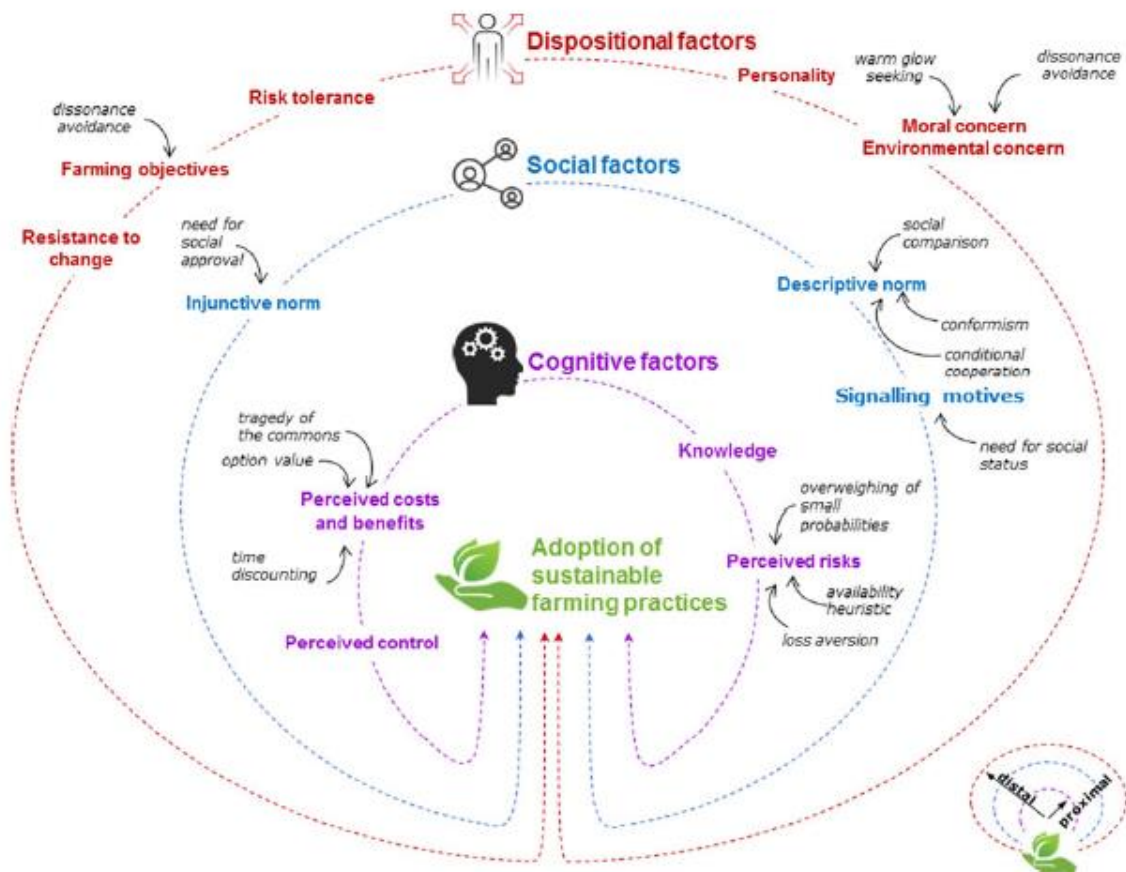 Dispositional factors
Risk tolerance
Personality
warm glow
seeking
dissonance
avoidance
dissonance
avoidance
Moral concern
Environmental concern
Farming objectives
Social factors
Resistance to
change
need for
social
approval
Injunctive norm
social
comparison
Descriptive norm
conformism
conditional
cooperation
Signalling motives
need for social
status
Cognitive factors
tragedy of
the commons
option value
Knowledge
Perceived costs
and benefits
overweighing of
small
probabilities
time
discounting
Adoption of
sustainable
farming practices
Perceived risks
availability
heuristic
loss aversion
Perceived control
distal
proximal